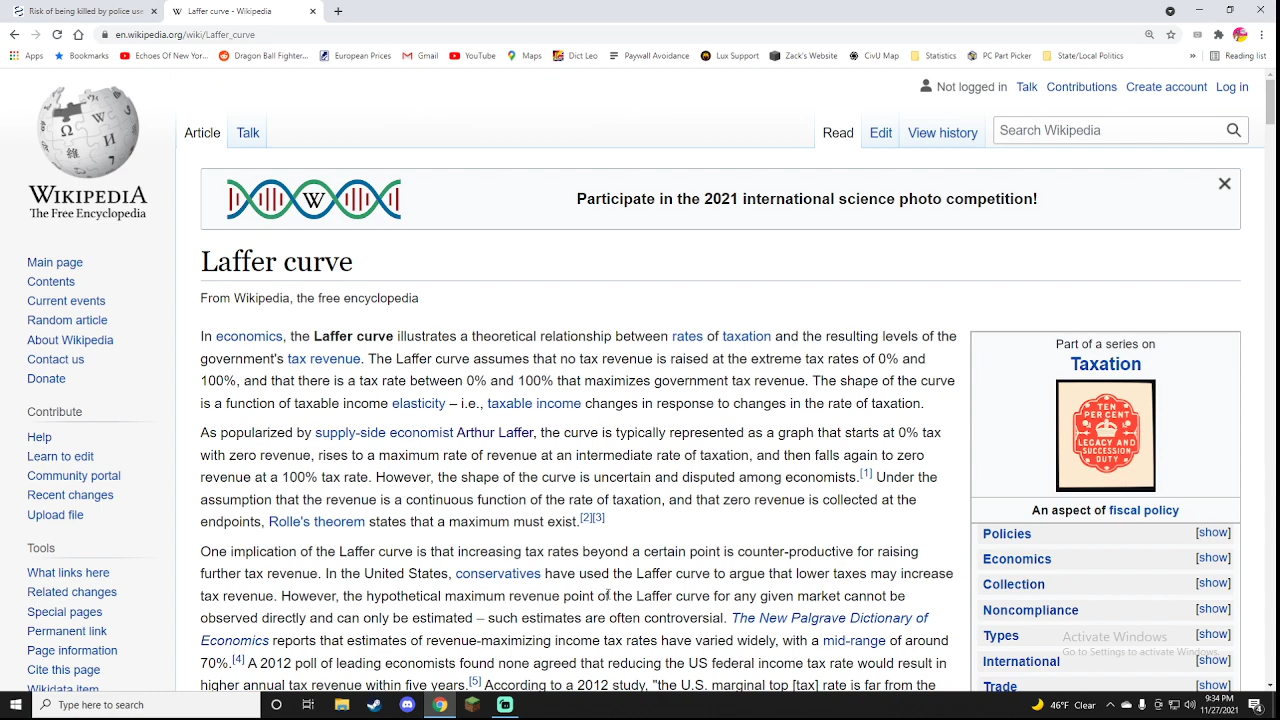 Risk of being killed by police use
Laffer curve - Wikipedia
en.wikipedia.org/wiki/Laffer_curve
Apps
Bookmarks
Echoes Of New Yor...
Dragon Ball Fighter...
European Prices
Gmail
YouTube
Maps
Dict Leo
Paywall Avoidance
Lux Support
Zack's Website
CivU Map
Statistics
PC Part Picker
State/Local Politics
»
Reading list
Not logged in
Talk
Contributions
Create account
Log in
Article
Talk
Read
Edit
View history
Search Wikipedia
WIKIPEDIA
The Free Encyclopedia
W
Participate in the 2021 international science photo competition!
Main page
Contents
Current events
Random article
About Wikipedia
Contact us
Donate
Contribute
Help
Learn to edit
Community portal
Recent changes
Upload file
Tools
What links here
Related changes
Special pages
Permanent link
Page information
Cite this page
Wikidata item
Laffer curve
From Wikipedia, the free encyclopedia
In economics, the Laffer curve illustrates a theoretical relationship between rates of taxation and the resulting levels of the
government's tax revenue. The Laffer curve assumes that no tax revenue is raised at the extreme tax rates of 0% and
100%, and that there is a tax rate between 0% and 100% that maximizes government tax revenue. The shape of the curve
is a function of taxable income elasticity – i.e., taxable income changes in response to changes in the rate of taxation.
As popularized by supply-side economist Arthur Laffer, the curve is typically represented as a graph that starts at 0% tax
with zero revenue, rises to a maximum rate of revenue at an intermediate rate of taxation, and then falls again to zero
revenue at a 100% tax rate. However, the shape of the curve is uncertain and disputed among economists.[1] Under the
assumption that the revenue is a continuous function of the rate of taxation, and that zero revenue is collected at the
endpoints, Rolle's theorem states that a maximum must exist.[2][3]
One implication of the Laffer curve is that increasing tax rates beyond a certain point is counter-productive for raising
further tax revenue. In the United States, conservatives have used the Laffer curve to argue that lower taxes may increase
tax revenue. However, the hypothetical maximum revenue point of the Laffer curve for any given market cannot be
observed directly and can only be estimated – such estimates are often controversial. The New Palgrave Dictionary of
Economics reports that estimates of revenue-maximizing income tax rates have varied widely, with a mid-range of around
70%.[4] A 2012 poll of leading economists found none agreed that reducing the US federal income tax rate would result in
higher annual tax revenue within five years.[5] According to a 2012 study, "the U.S. marginal top [tax] rate is far from the
Part of a series on
Taxation
TEN
PER CENT
LEGACY AND
SUCCESSION
DUTY
An aspect of fiscal policy
Policies [show]
Economics [show]
Collection [show]
Noncompliance [show]
Types [show]
International [show]
Trade [show]
Activate Windows
Go to Settings to activate Windows.
Type here to search
46°F Clear
9:34 PM
11/27/2021
4